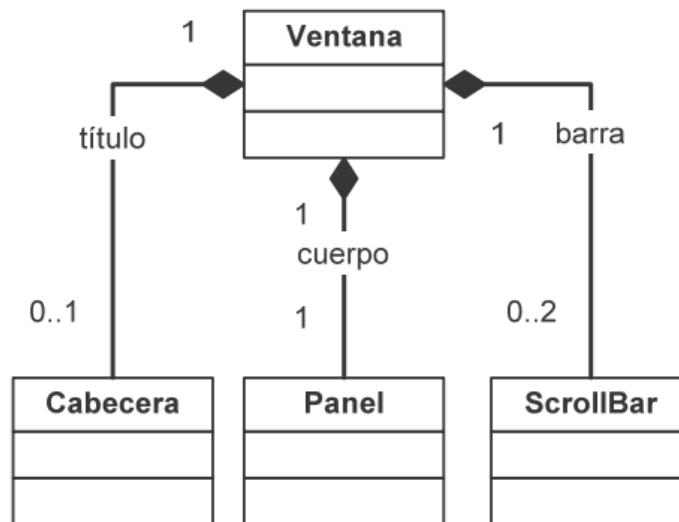 1
Ventana
título
1
barra
1
cuerpo
0..1
1
0..2
Cabecera
Panel
ScrollBar